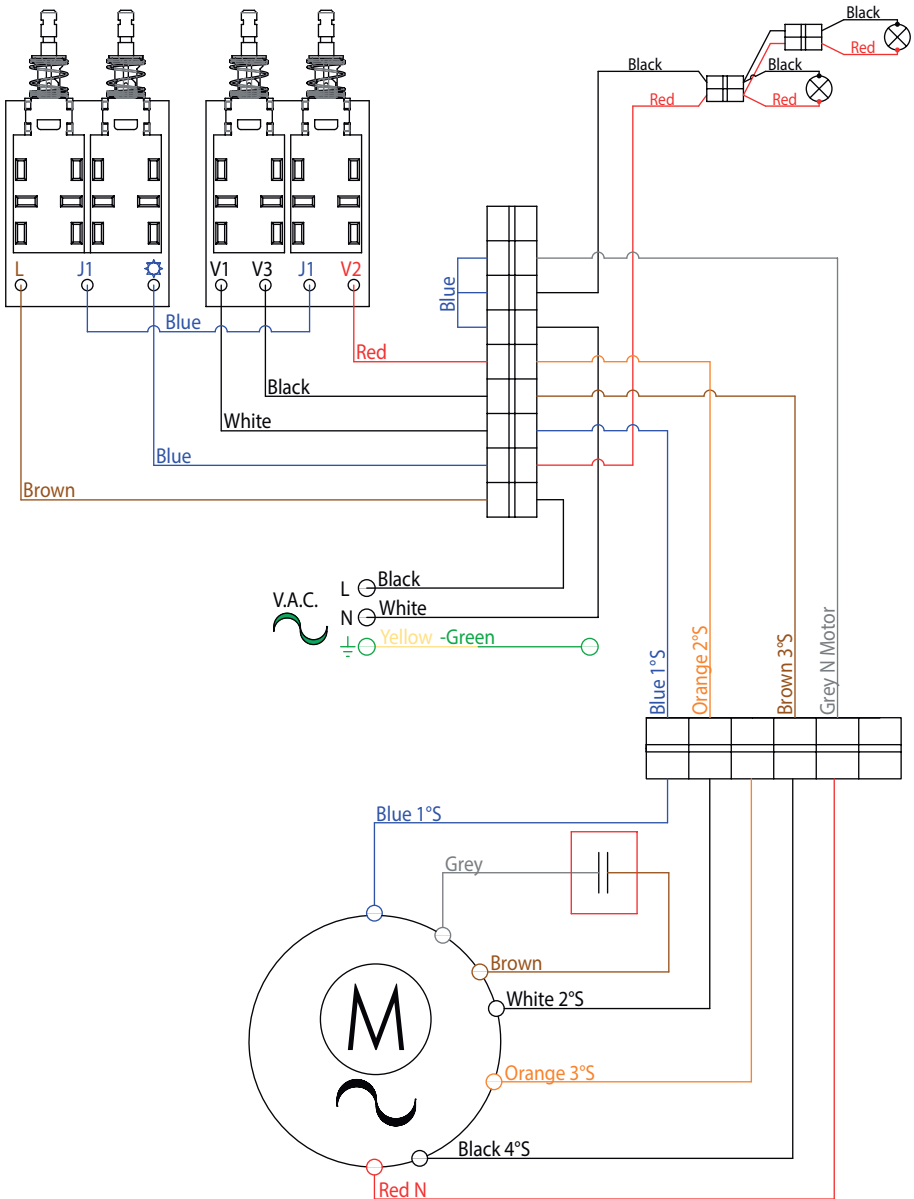 Black
Red
Black
Black
Red
Red
L
J1
V1
V3
J1
V2
Blue
Blue
Red
Black
White
Blue
Brown
V.A.C.
L
Black
N
White
Yellow -Green
Blue 1°S
Orange 2°S
Brown 3°S
Grey N Motor
Blue 1°S
Grey
Brown
White 2°S
M
Orange 3°S
Black 4°S
Red N